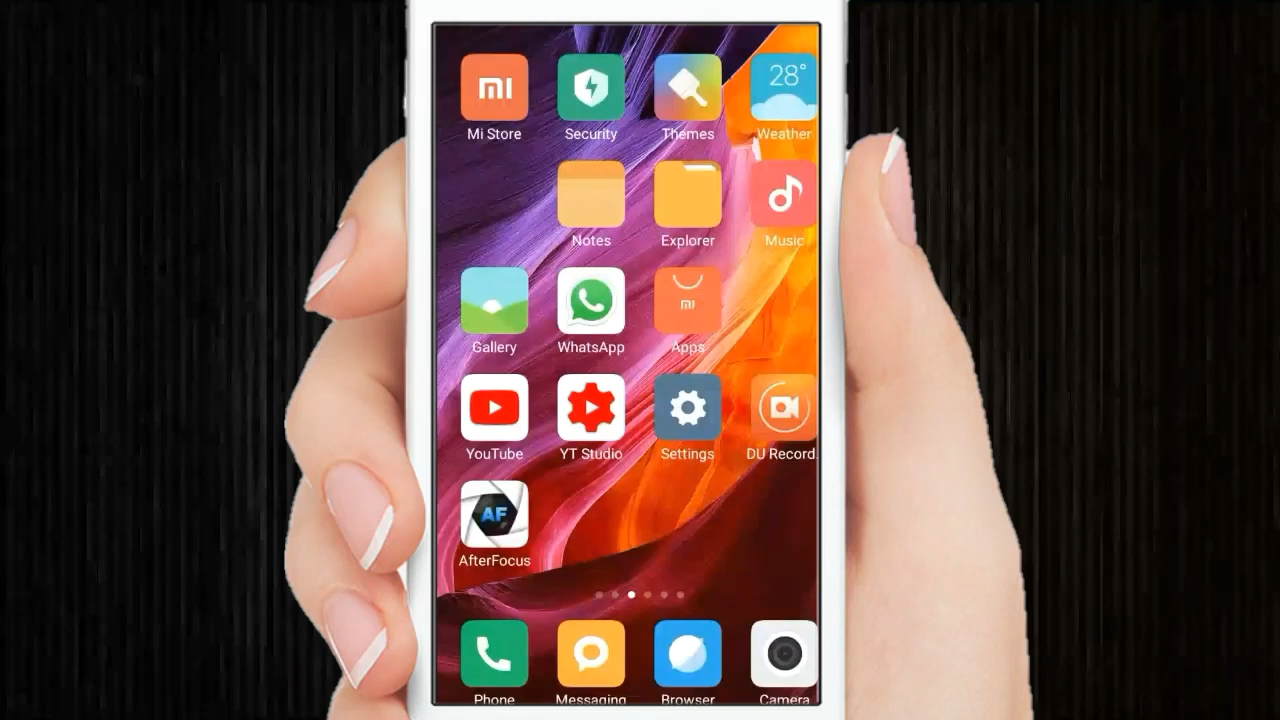 mi
28°
Mi Store
Security
Themes
Weather
Notes
Explorer
Music
mi
Gallery
WhatsApp
Apps
YouTube
YT Studio
Settings
DU Record
AF
AfterFocus
Phone
Messaging
Browser
Camera